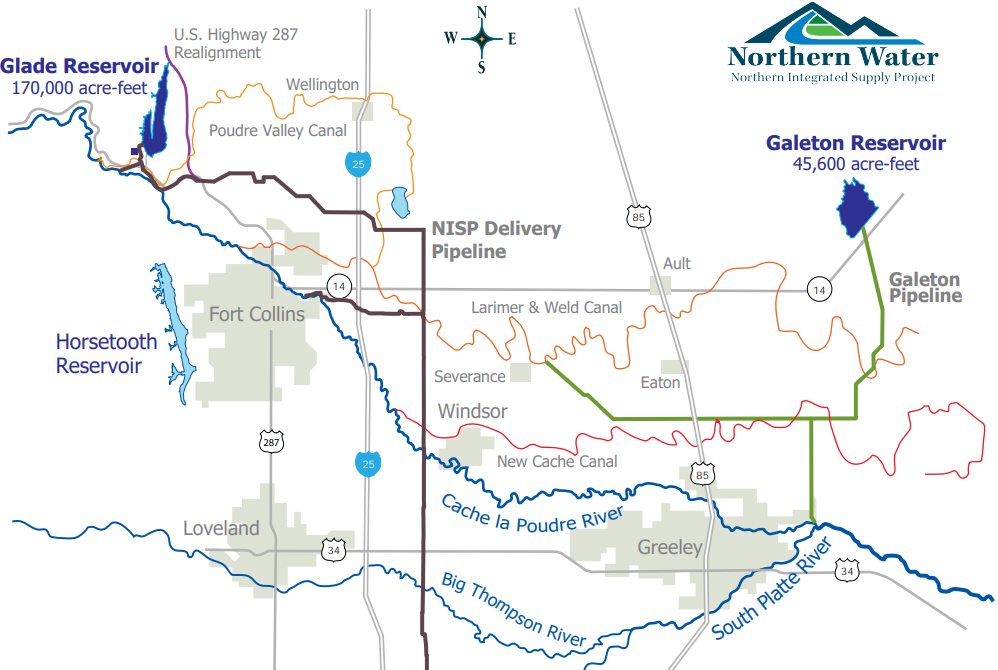 N
W E
S
Northern Water
Northern Integrated Supply Project
U.S. Highway 287
Realignment
Glade Reservoir
170,000 acre-feet
Wellington
Poudre Valley Canal
25
Galeton Reservoir
45,600 acre-feet
85
NISP Delivery
Pipeline
Ault
14
14
Galeton
Pipeline
Larimer & Weld Canal
Fort Collins
Horsetooth
Reservoir
Severance
Eaton
Windsor
287
25
New Cache Canal
85
Cache la Poudre River
Loveland
34
Greeley
34
Big Thompson River
South Platte River